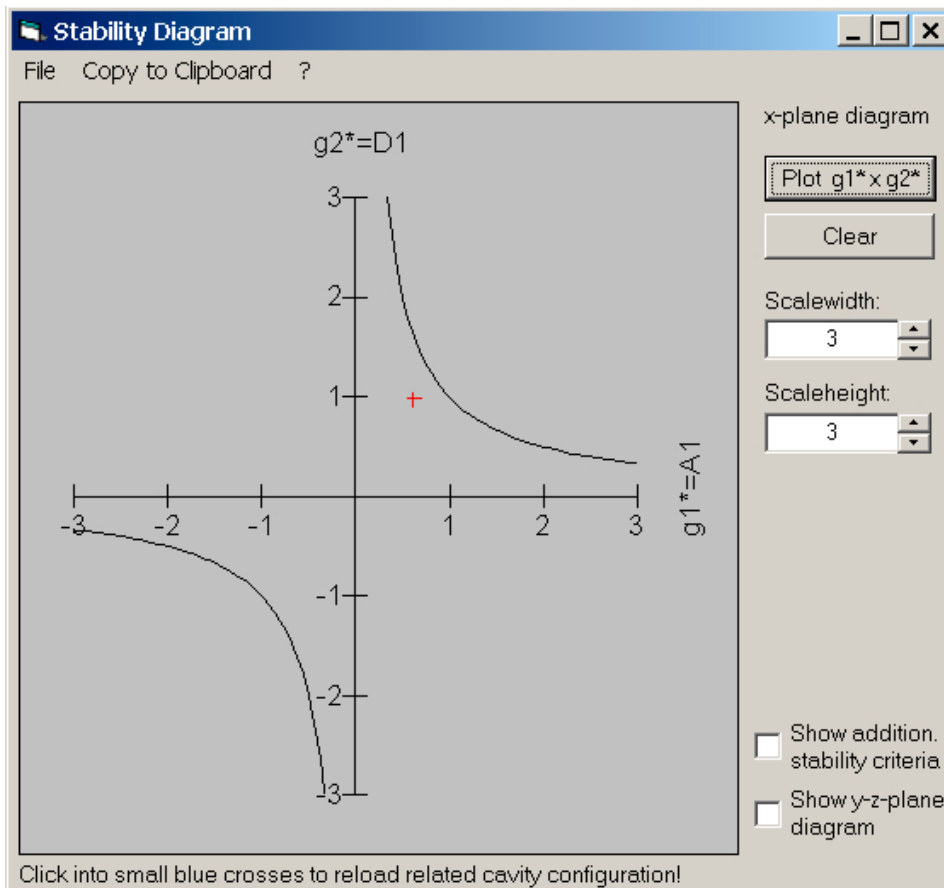 Stability Diagram
File Copy to Clipboard ?
x-plane diagram
g2*=D1
Plot g1* x g2*
Clear
Scalewidth:
3
Scaleheight:
3
3
2
1
g1*=A1
-3 -2 -1 1 2 3
-1
-2
-3
Show addition.
stability criteria
Show y-z-plane
diagram
Click into small blue crosses to reload related cavity configuration!